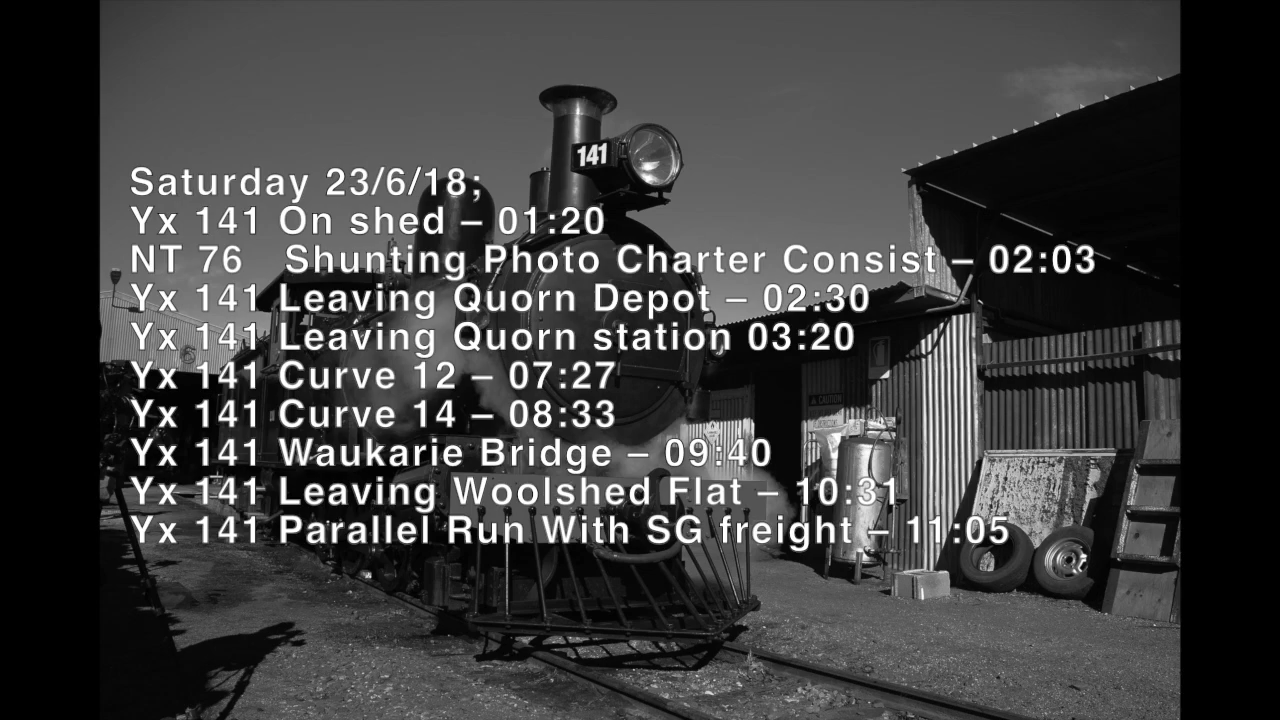 141
Saturday 23/6/18;
Yx 141 On shed – 01:20
NT 76 Shunting Photo Charter Consist – 02:03
Yx 141 Leaving Quorn Depot – 02:30
Yx 141 Leaving Quorn station 03:20
Yx 141 Curve 12 – 07:27
Yx 141 Curve 14 – 08:33
Yx 141 Waukarie Bridge – 09:40
Yx 141 Leaving Woolshed Flat – 10:31
Yx 141 Parallel Run With SG freight – 11:05
CAUTION